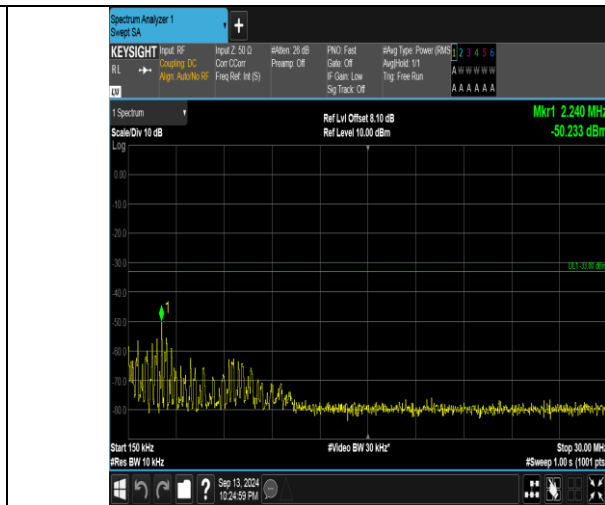 Spectrum Analyzer 1
Swept SA
+
KEYSIGHT Input: RF Input Z: 50 Ω #Atten: 26 dB PNO: Fast #Avg Type: Power (RMS 1 2 3 4 5 6
RL Coupling: DC Corr CCorr Preamp: Off Gate: Off Avg|Hold: 1/1 A W W W W W
Align: Auto/No RF Freq Ref: Int (S) IF Gain: Low Trig: Free Run
LXI Sig Track: Off A A A A A A
1 Spectrum Ref Lvl Offset 8.10 dB Mkr1 2.240 MHz
Scale/Div 10 dB Ref Level 10.00 dBm -50.233 dBm
Log
0.00
-10.0
-20.0
-30.0
DL1 -33.00 dBm
-40.0
1
-50.0
-60.0
-70.0
-80.0
Start 150 kHz #Video BW 30 kHz* Stop 30.00 MHz
#Res BW 10 kHz #Sweep 1.00 s (1001 pts
? Sep 13, 2024
10:24:59 PM